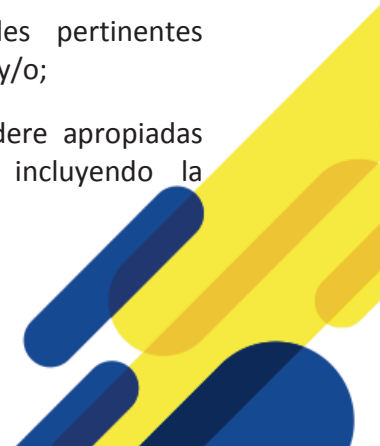 les pertinentes
y/o;
dere apropiadas
incluyendo la